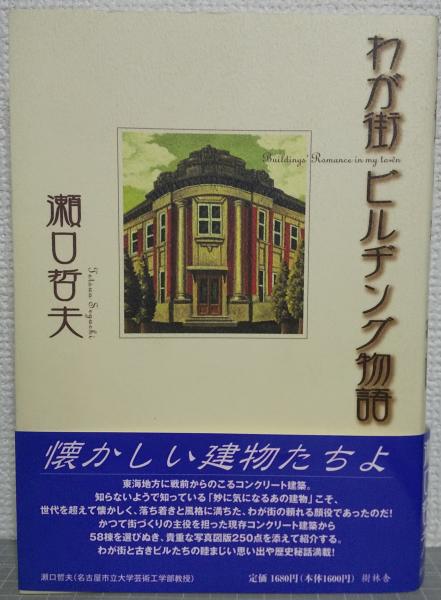 わが街ビルヂング物語
Buildings' Romance in my town
瀬口哲夫
Tetsuo Seguchi
懐かしい建物たちよ
東海地方に戦前からのこるコンクリート建築。
知らないようで知っている「妙に気になるあの建物」こそ、
世代を超えて懐かしく、落ち着きと風格に満ちた、わが街の頼れる顔役であったのだ!
かつて街づくりの主役を担った現存コンクリート建築から
58棟を選びぬき、貴重な写真図版250点を添えて紹介する。
わが街と古きビルたちの睦まじい思い出や歴史秘話満載!
瀬口哲夫(名古屋市立大学芸術工学部教授)
定価 1680円(本体1600円) 樹林舎